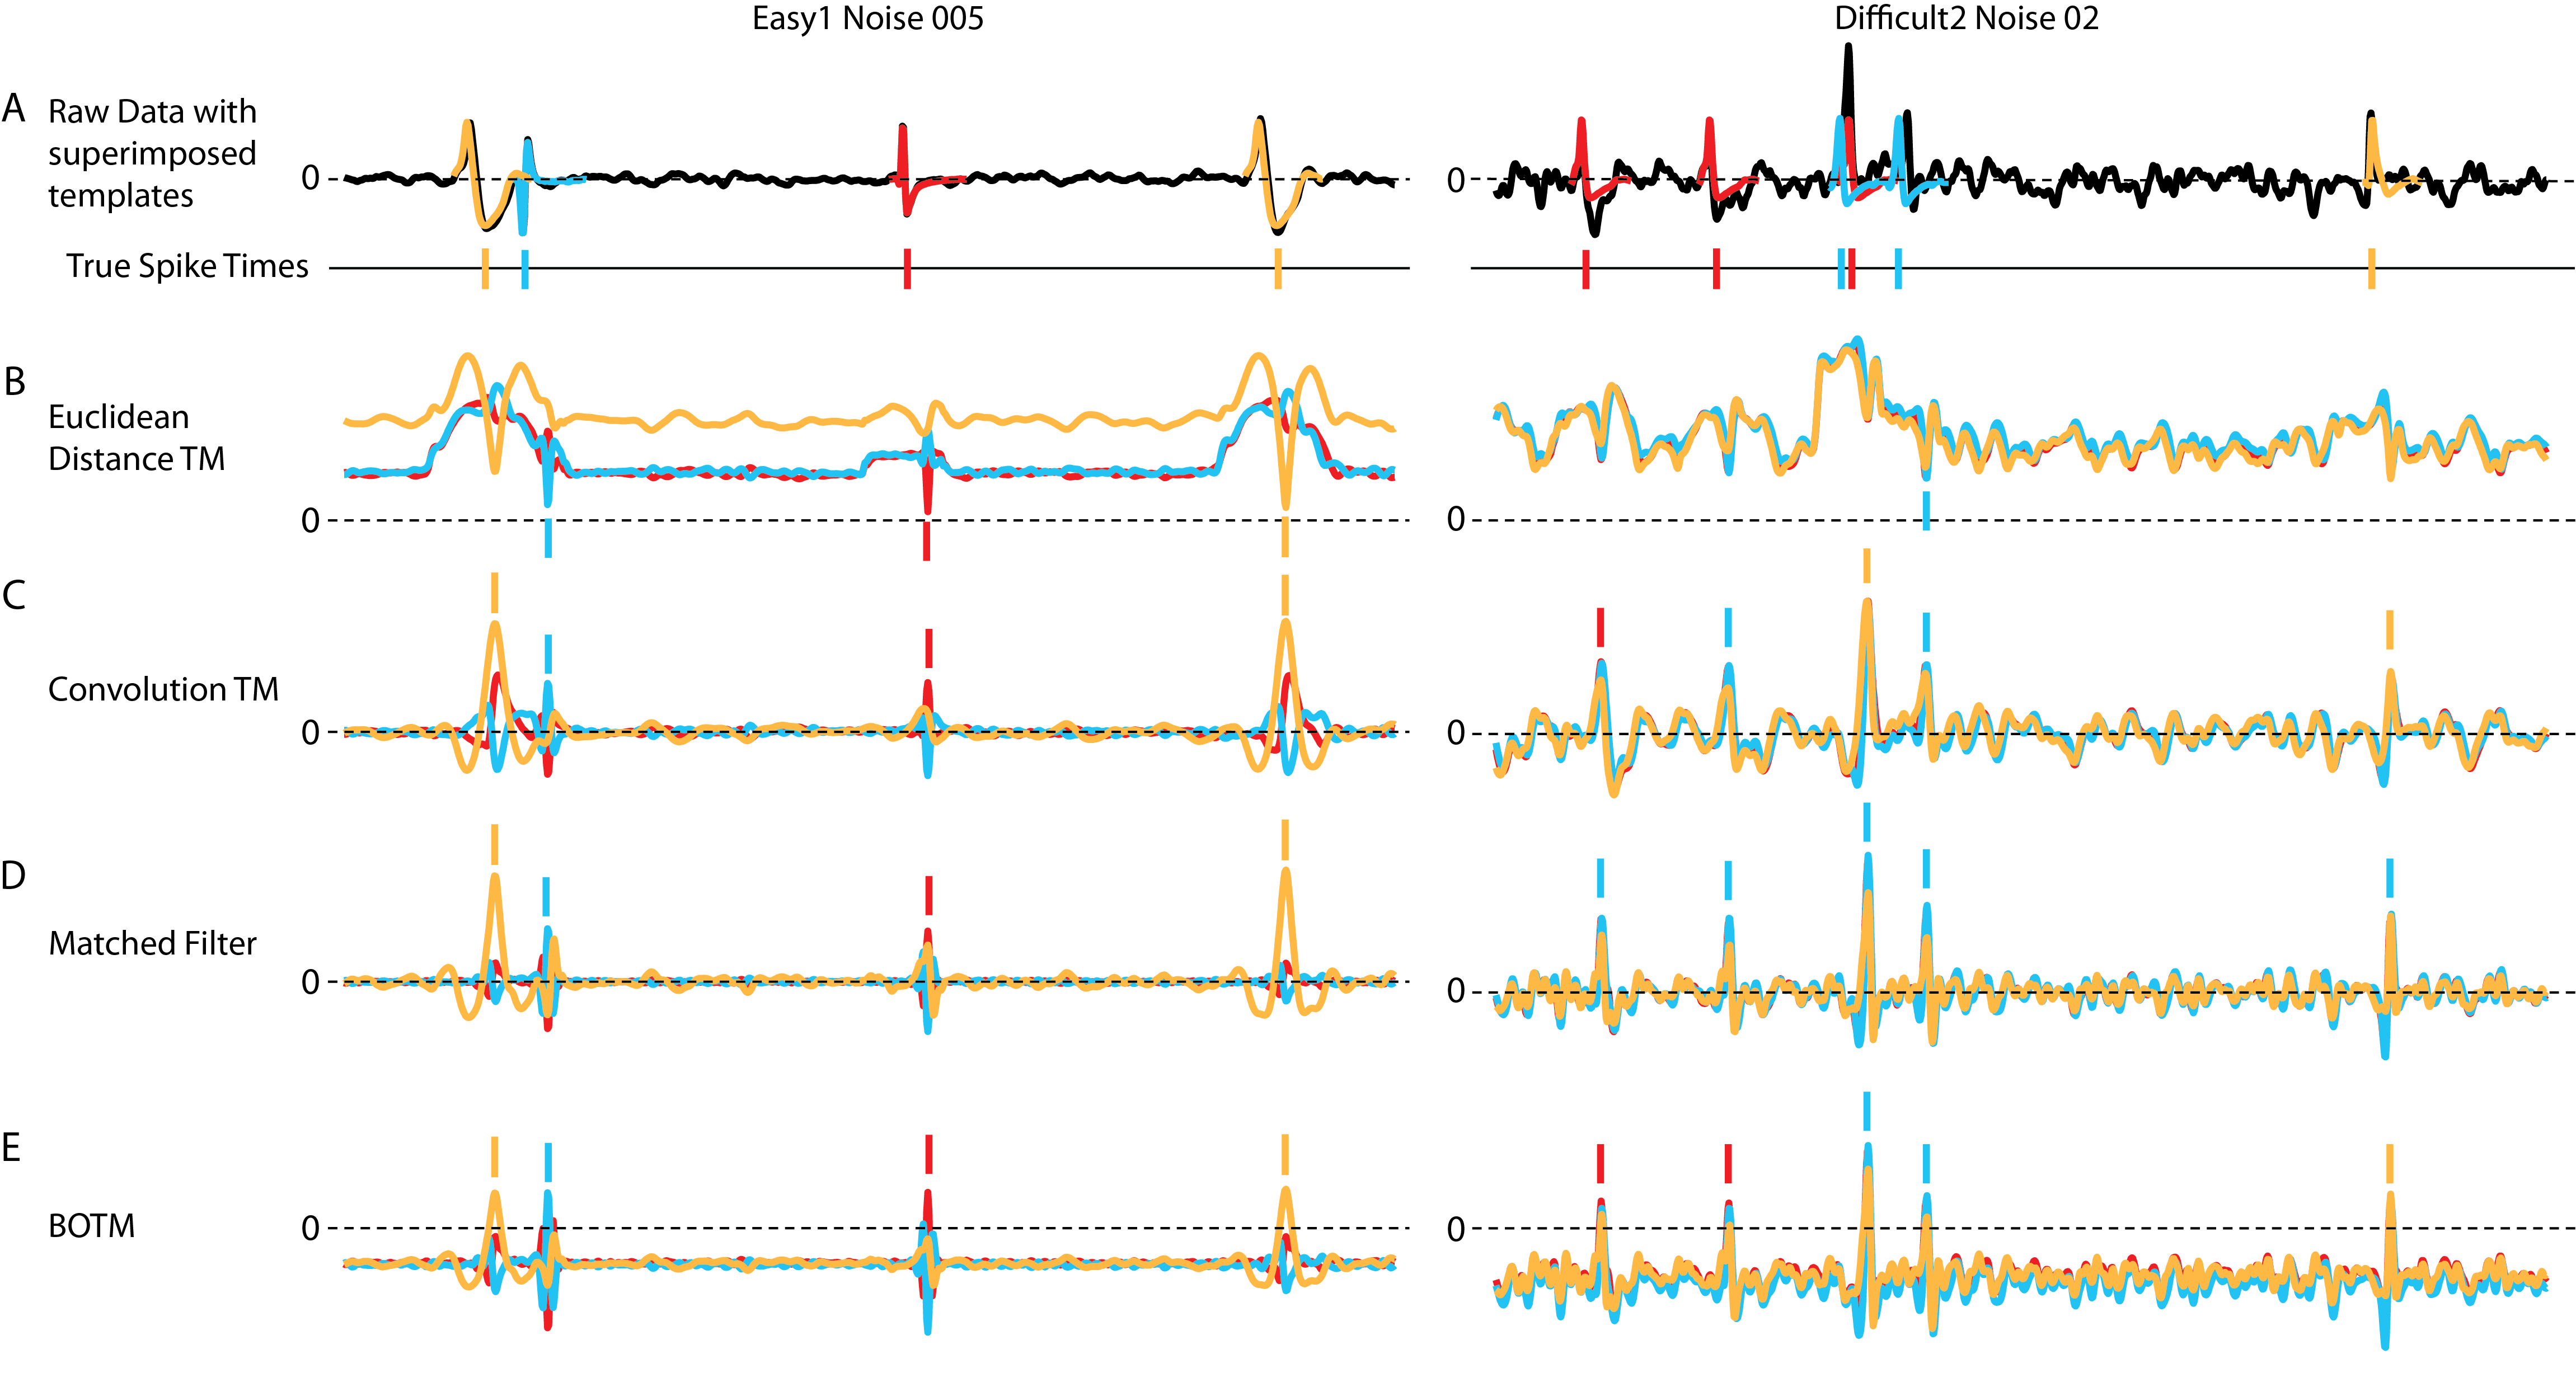 Easy1 Noise 005
Difficult2 Noise 02
A
Raw Data with
superimposed
templates
0
0
True Spike Times
B
Euclidean
Distance TM
0
0
C
Convolution TM
0
0
D
Matched Filter
0
0
E
BOTM
0
0